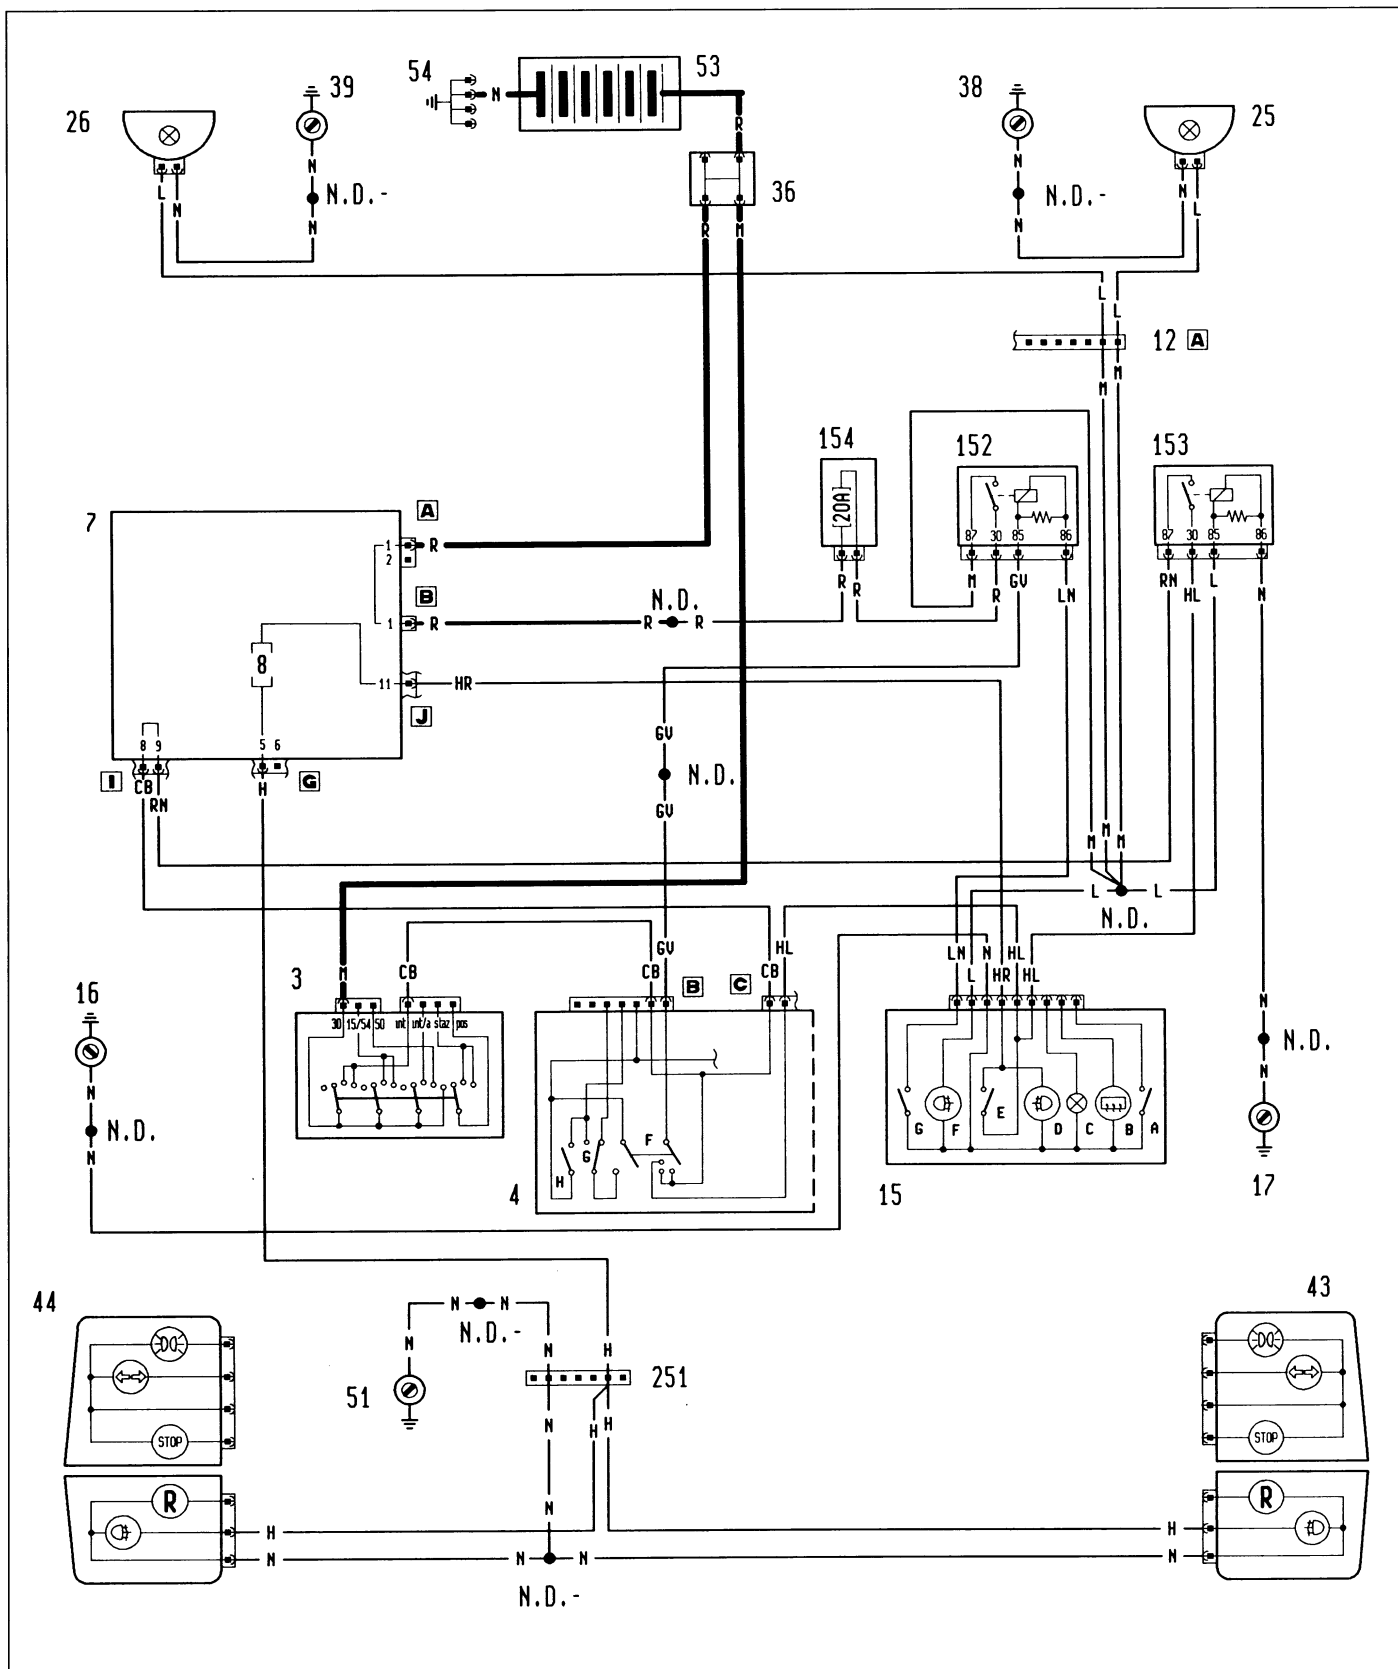 54 53
39 38
26 25
N R
N N.D.- N
N N.D.- N
L N N L
36
R M
L L
12 A
M M
154 152 153
20A
87 30 85 86
87 30 85 86
7 A
1 R
2
B
1 R R N.D. R
R R
M R GV LN
RN HL L N
8
11 HR
J
GV
N.D.
GV
8 9 5 6
I CB H G
RN
M M M
L L
N.D.
3 M CB CB GV B C CB HL
LN L N HR HL HL
16 N
N.D.
N
30 15/54 50 int int/a staz pos
N
N.D.
N
H G F
G F E D C B A
4 15 17
44 43
N N
N.D.-
N N H
51 251
N H H
STOP STOP
R R
N
H H
N N N N
N.D.-